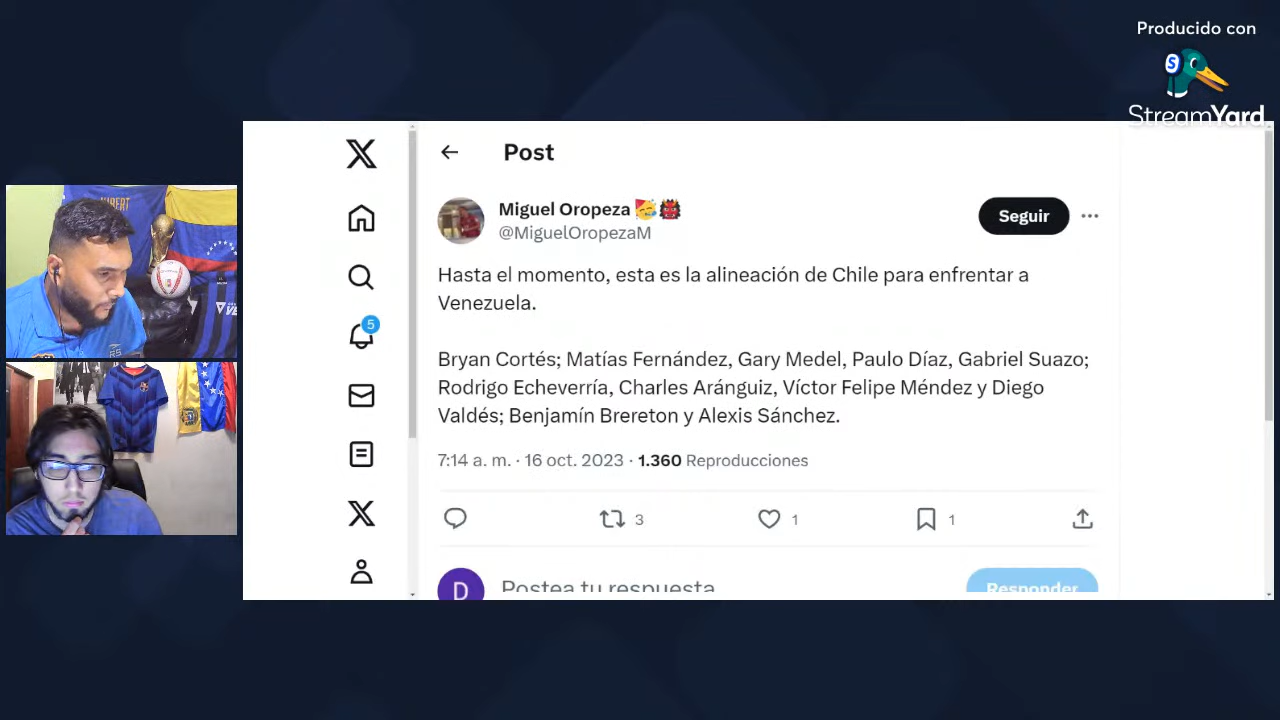 Producido con
StreamYard
Post
Miguel Oropeza
@MiguelOropezaM
Seguir
Hasta el momento, esta es la alineación de Chile para enfrentar a
Venezuela.
Bryan Cortés; Matías Fernández, Gary Medel, Paulo Díaz, Gabriel Suazo;
Rodrigo Echeverría, Charles Aránguiz, Víctor Felipe Méndez y Diego
Valdés; Benjamín Brereton y Alexis Sánchez.
7:14 a. m. · 16 oct. 2023 · 1.360 Reproducciones
5
3
1
1
D
Postea tu respuesta
Responder